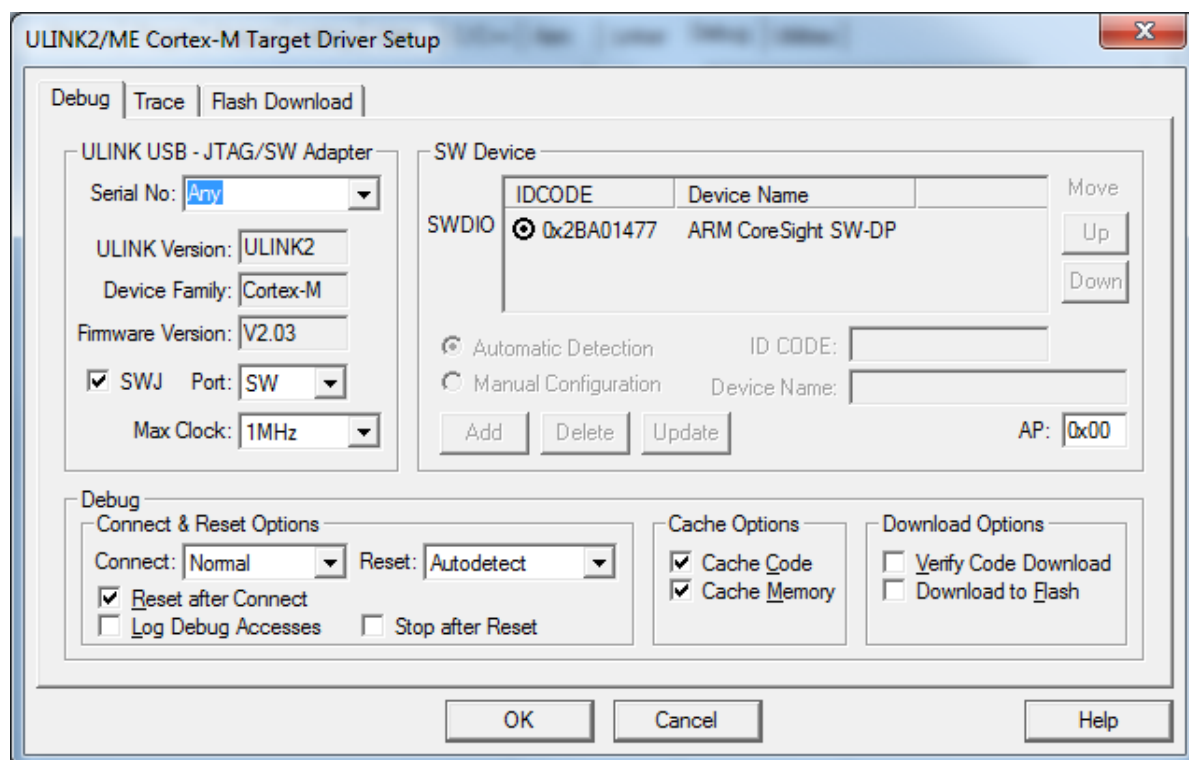 ULINK2/ME Cortex-M Target Driver Setup
Debug Trace Flash Download
ULINK USB - JTAG/SW Adapter
Serial No: Any
ULINK Version: ULINK2
Device Family: Cortex-M
Firmware Version: V2.03
SWJ Port: SW
Max Clock: 1MHz
SW Device
IDCODE Device Name
SWDIO 0x2BA01477 ARM CoreSight SW-DP
Move
Up
Down
Automatic Detection ID CODE:
Manual Configuration Device Name:
Add Delete Update AP: 0x00
Debug
Connect & Reset Options
Connect: Normal Reset: Autodetect
Reset after Connect
Log Debug Accesses Stop after Reset
Cache Options
Cache Code
Cache Memory
Download Options
Verify Code Download
Download to Flash
OK Cancel Help